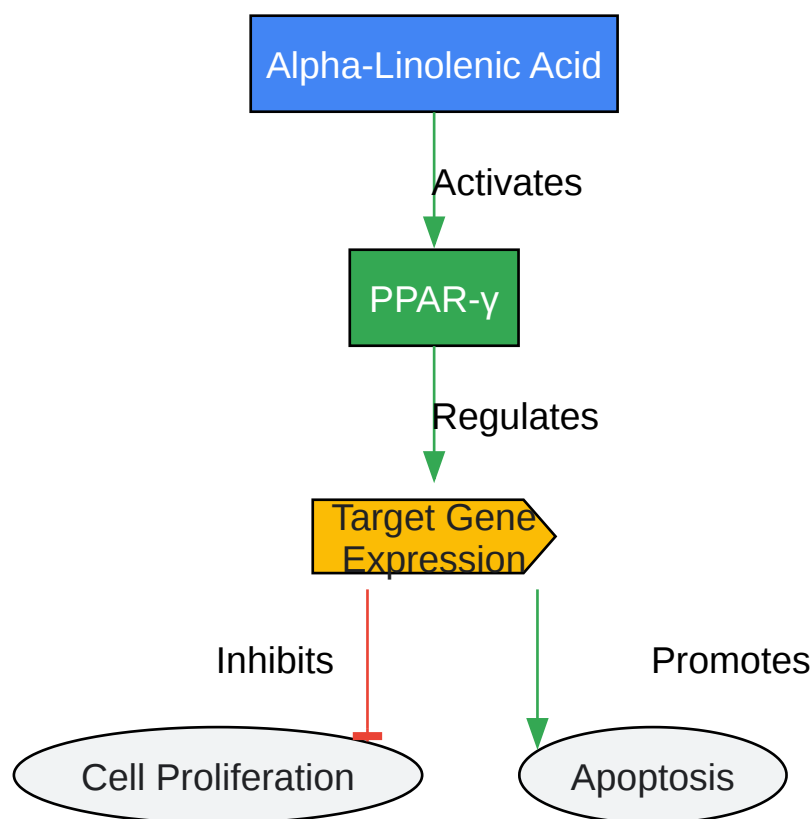 Alpha-Linolenic Acid
Activates
PPAR-γ
Regulates
Target Gene
Expression
Inhibits
Promotes
Cell Proliferation
Apoptosis